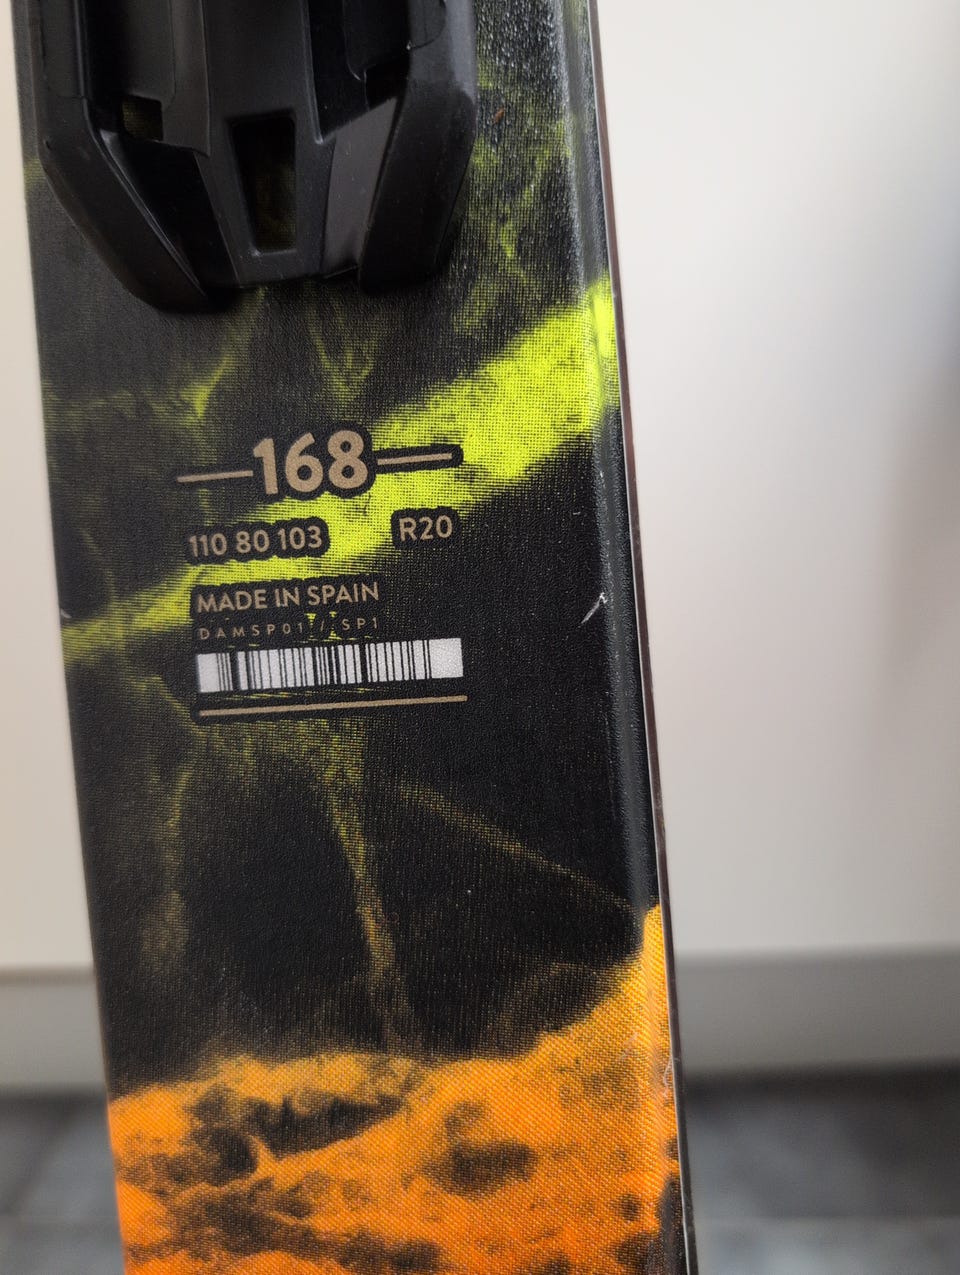 168
110 80 103 R20
MADE IN SPAIN
DAMSP01 / SP1